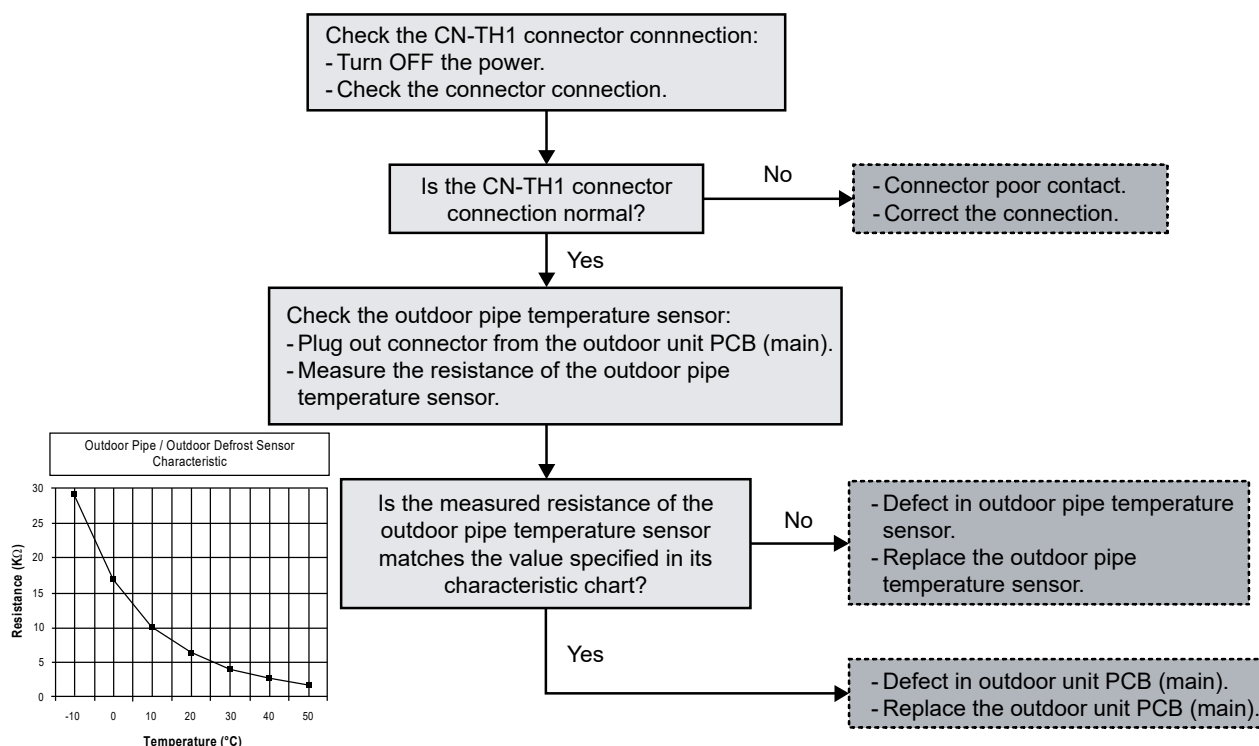 Check the CN-TH1 connector connnection:
- Turn OFF the power.
- Check the connector connection.
Is the CN-TH1 connector
connection normal?
No
- Connector poor contact.
- Correct the connection.
Yes
Check the outdoor pipe temperature sensor:
- Plug out connector from the outdoor unit PCB (main).
- Measure the resistance of the outdoor pipe
temperature sensor.
Outdoor Pipe / Outdoor Defrost Sensor
Characteristic
30
25
20
15
10
5
0
Resistance (KΩ)
-10 0 10 20 30 40 50
Temperature (°C)
Is the measured resistance of the
outdoor pipe temperature sensor
matches the value specified in its
characteristic chart?
No
- Defect in outdoor pipe temperature
sensor.
- Replace the outdoor pipe
temperature sensor.
Yes
- Defect in outdoor unit PCB (main).
- Replace the outdoor unit PCB (main).